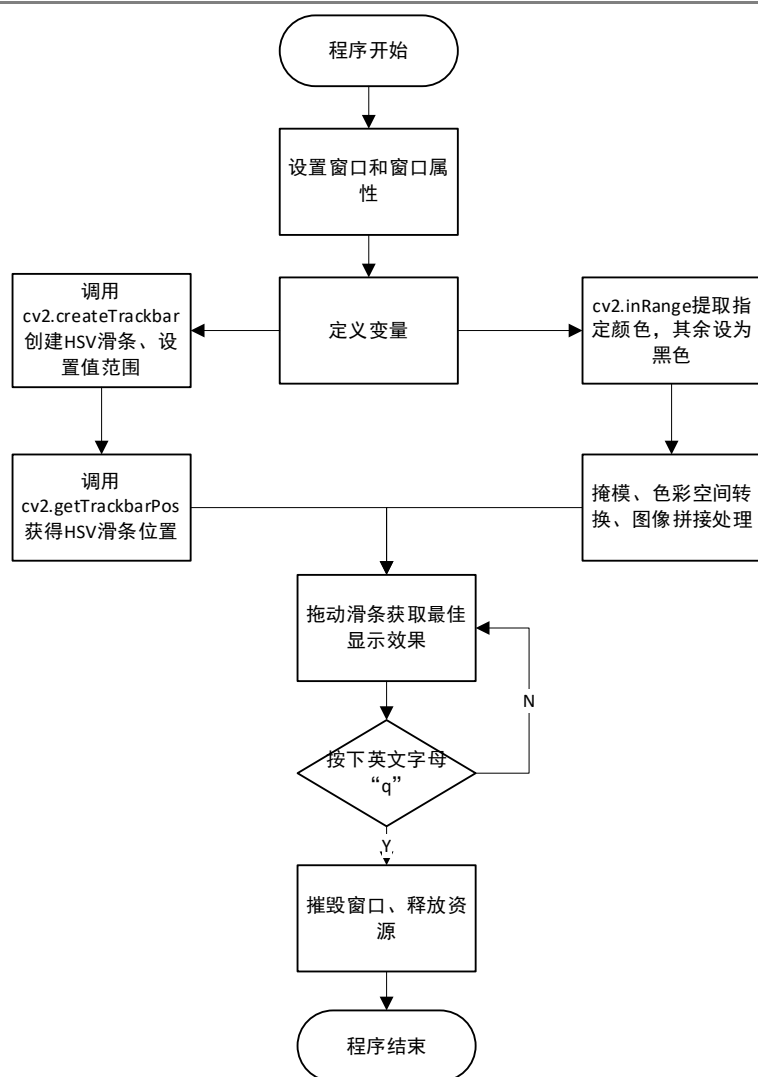 程序开始
设置窗口和窗口属
性
调用
cv2.createTrackbar
创建HSV滑条、设
置值范围
定义变量
cv2.inRange提取指
定颜色，其余设为
黑色
调用
cv2.getTrackbarPos
获得HSV滑条位置
掩模、色彩空间转
换、图像拼接处理
拖动滑条获取最佳
显示效果
N
按下英文字母
“q”
Y
摧毁窗口、释放资
源
程序结束